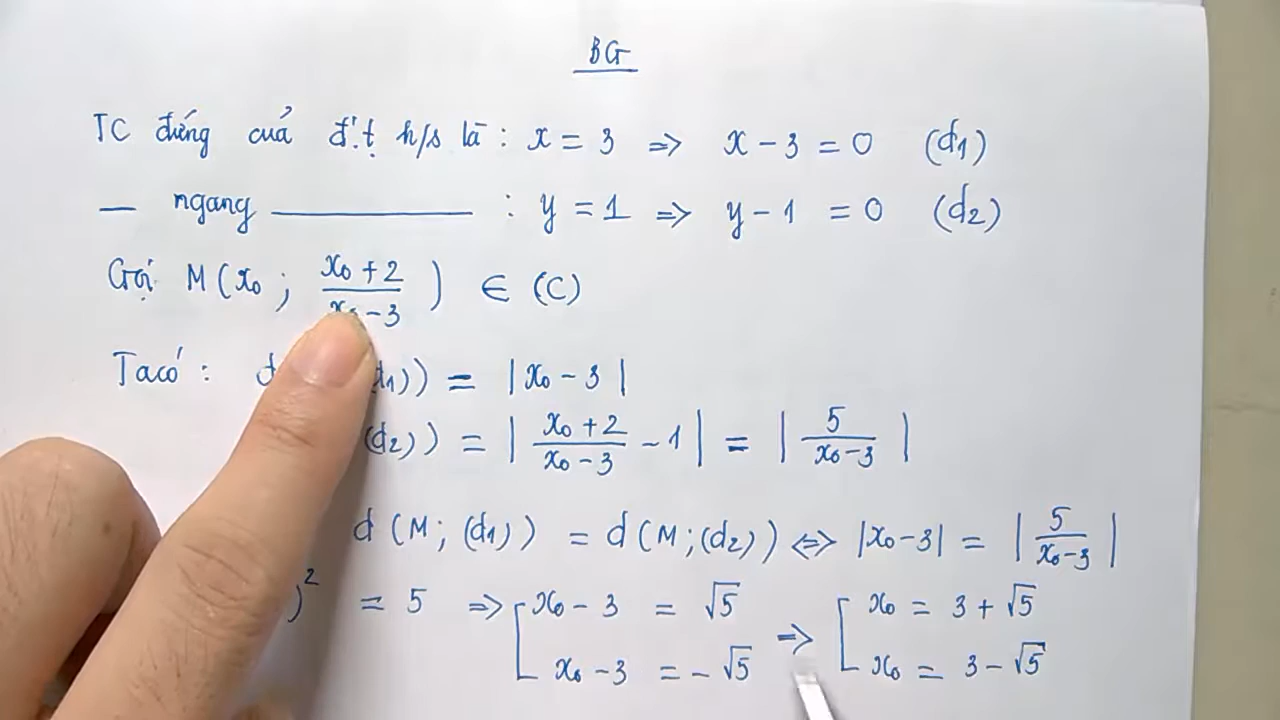 BG
TC đứng của đ.t h/s là : x = 3 => x - 3 = 0 (d1)
— ngang ———— : y = 1 => y - 1 = 0 (d2)
Gọi M(x0 ; (x0 + 2)/(x0 - 3)) ∈ (C)
Ta có : d (d1)) = |x0 - 3|
(d2)) = |(x0 + 2)/(x0 - 3) - 1| = |5/(x0 - 3)|
d(M; (d1)) = d(M; (d2)) <=> |x0 - 3| = |5/(x0 - 3)|
)² = 5 => [ x0 - 3 = √5 => [ x0 = 3 + √5
x0 - 3 = - √5 x0 = 3 - √5